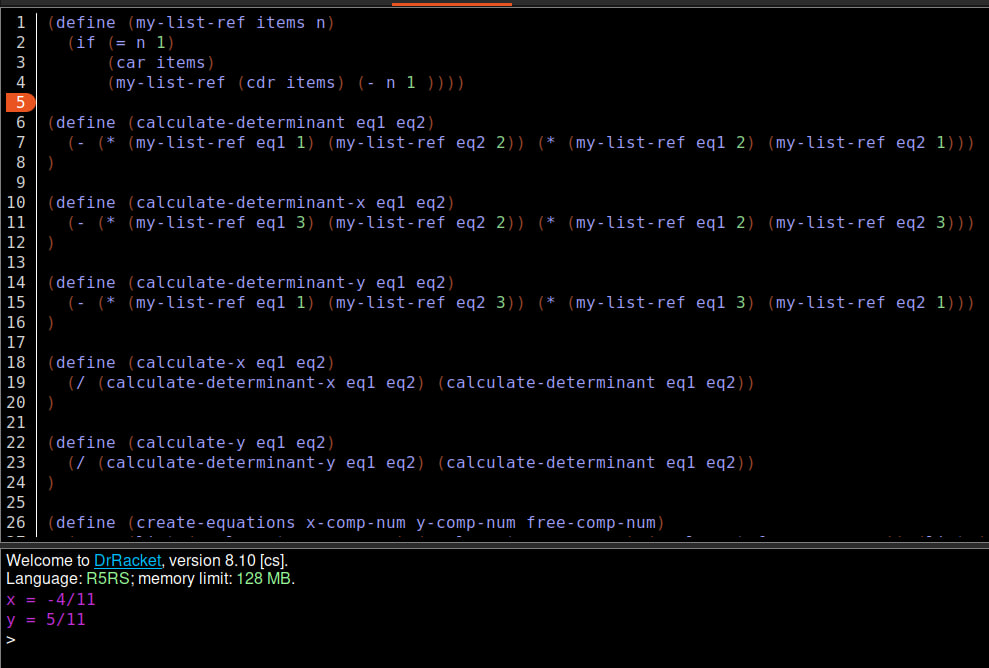 1 (define (my-list-ref items n)
2 (if (= n 1)
3 (car items)
4 (my-list-ref (cdr items) (- n 1 ))))
5
6 (define (calculate-determinant eq1 eq2)
7 (- (* (my-list-ref eq1 1) (my-list-ref eq2 2)) (* (my-list-ref eq1 2) (my-list-ref eq2 1)))
8 )
9
10 (define (calculate-determinant-x eq1 eq2)
11 (- (* (my-list-ref eq1 3) (my-list-ref eq2 2)) (* (my-list-ref eq1 2) (my-list-ref eq2 3)))
12 )
13
14 (define (calculate-determinant-y eq1 eq2)
15 (- (* (my-list-ref eq1 1) (my-list-ref eq2 3)) (* (my-list-ref eq1 3) (my-list-ref eq2 1)))
16 )
17
18 (define (calculate-x eq1 eq2)
19 (/ (calculate-determinant-x eq1 eq2) (calculate-determinant eq1 eq2))
20 )
21
22 (define (calculate-y eq1 eq2)
23 (/ (calculate-determinant-y eq1 eq2) (calculate-determinant eq1 eq2))
24 )
25
26 (define (create-equations x-comp-num y-comp-num free-comp-num)
Welcome to DrRacket, version 8.10 [cs].
Language: R5RS; memory limit: 128 MB.
x = -4/11
y = 5/11
>